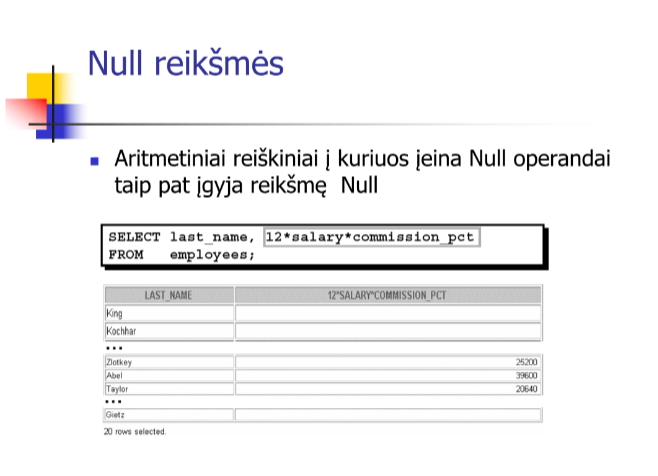 Null reikšmės
Aritmetiniai reiškiniai į kuriuos įeina Null operandai
taip pat įgyja reikšmę Null
SELECT last_name, 12*salary*commission_pct
FROM employees;
LAST_NAME 12*SALARY*COMMISSION_PCT
King
Kochhar
...
Zlotkey 25200
Abel 39600
Taylor 20640
...
Gietz
20 rows selected.